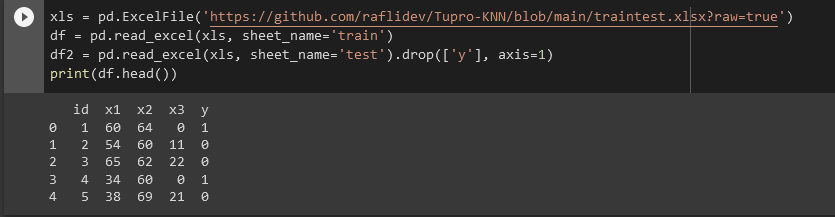 xls = pd.ExcelFile('https://github.com/raflidev/Tupro-KNN/blob/main/traintest.xlsx?raw=true')
df = pd.read_excel(xls, sheet_name='train')
df2 = pd.read_excel(xls, sheet_name='test').drop(['y'], axis=1)
print(df.head())
id x1 x2 x3 y
0 1 60 64 0 1
1 2 54 60 11 0
2 3 65 62 22 0
3 4 34 60 0 1
4 5 38 69 21 0